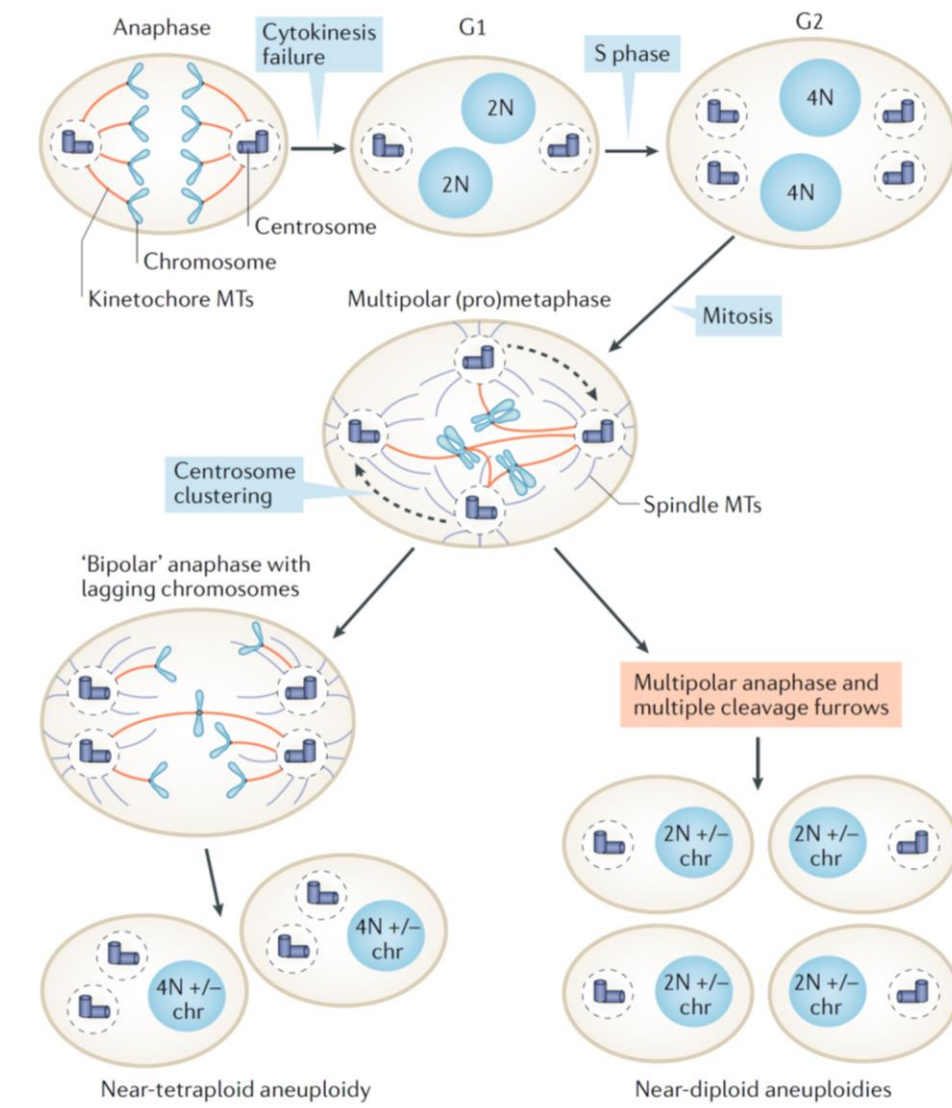 Anaphase
Cytokinesis
failure
G1
S phase
G2
2N
2N
4N
4N
Centrosome
Chromosome
Kinetochore MTs
Multipolar (pro)metaphase
Mitosis
Centrosome
clustering
Spindle MTs
‘Bipolar’ anaphase with
lagging chromosomes
Multipolar anaphase and
multiple cleavage furrows
2N +/–
chr
2N +/–
chr
4N +/–
chr
4N +/–
chr
2N +/–
chr
2N +/–
chr
Near-tetraploid aneuploidy
Near-diploid aneuploidies